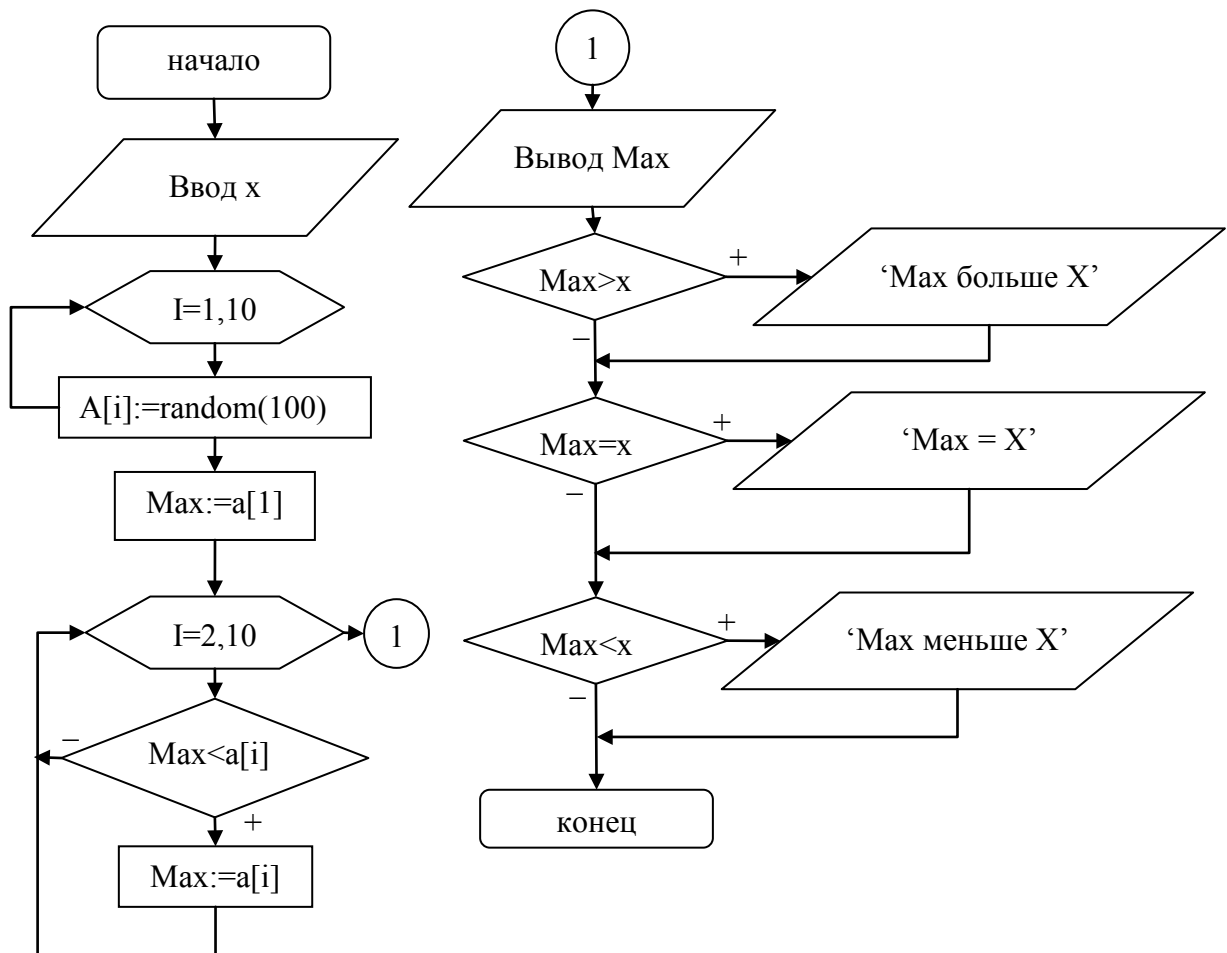 начало
Ввод x
I=1,10
A[i]:=random(100)
Max:=a[1]
I=2,10
1
Max<a[i]
–
+
Max:=a[i]
1
Вывод Max
Max>x
+
–
‘Max больше X’
Max=x
+
–
‘Max = X’
Max<x
+
–
‘Max меньше X’
конец